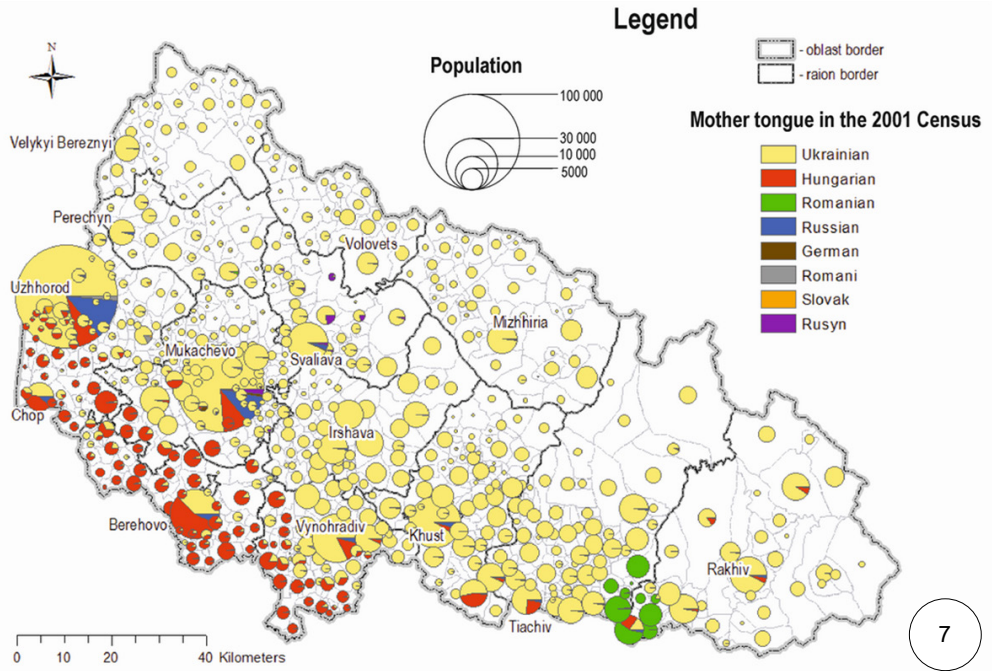 Legend
- oblast border
- raion border
Population
100 000
30 000
10 000
5000
Mother tongue in the 2001 Census
Ukrainian
Hungarian
Romanian
Russian
German
Romani
Slovak
Rusyn
N
Velykyi Bereznyi
Perechyn
Volovets
Uzhhorod
Mizhhiria
Mukachevo
Svaliava
Chop
Irshava
Berehovo
Vynohradiv
Khust
Rakhiv
Tiachiv
0 10 20 40 Kilometers
7